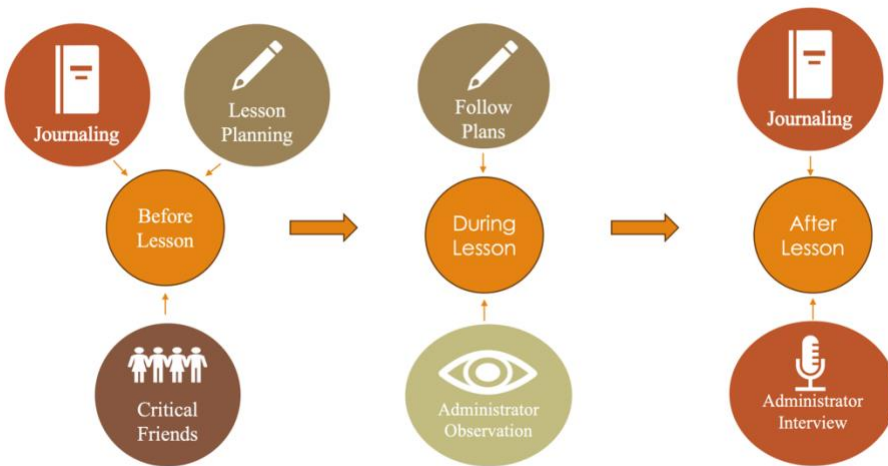 Journaling
Lesson
Planning
Before
Lesson
Critical
Friends
Follow
Plans
During
Lesson
Administrator
Observation
Journaling
After
Lesson
Administrator
Interview